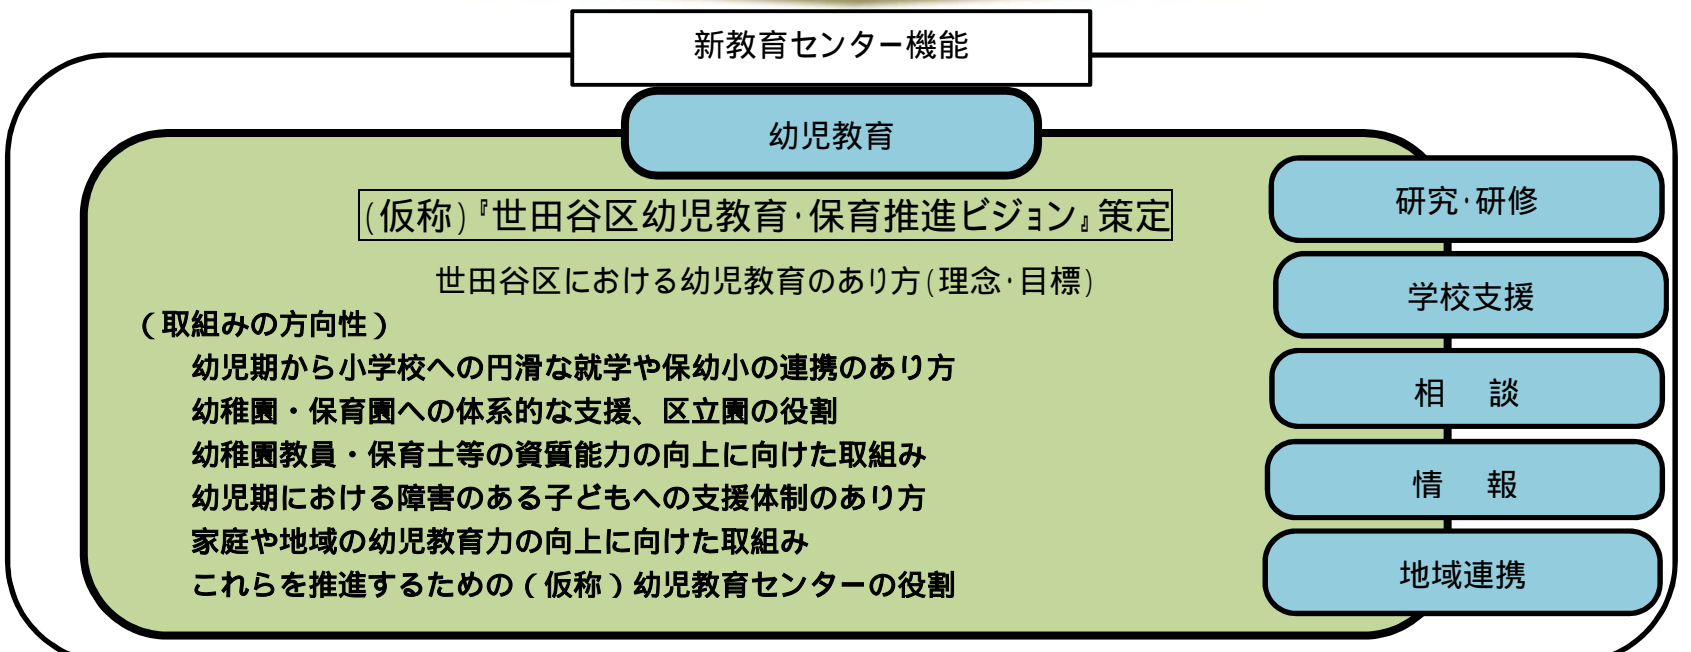 新教育センター機能
幼児教育
(仮称)『世田谷区幼児教育・保育推進ビジョン』策定
世田谷区における幼児教育のあり方(理念・目標)
（取組みの方向性）
幼児期から小学校への円滑な就学や保幼小の連携のあり方
幼稚園・保育園への体系的な支援、区立園の役割
幼稚園教員・保育士等の資質能力の向上に向けた取組み
幼児期における障害のある子どもへの支援体制のあり方
家庭や地域の幼児教育力の向上に向けた取組み
これらを推進するための（仮称）幼児教育センターの役割
研究・研修
学校支援
相　談
情　報
地域連携